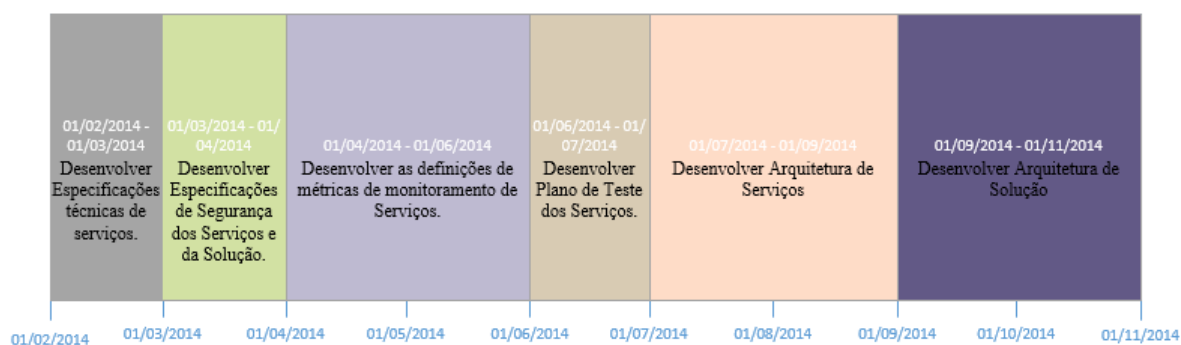 01/02/2014 -
01/03/2014
Desenvolver
Especificações
técnicas de
serviços.
01/03/2014 - 01/
04/2014
Desenvolver
Especificações
de Segurança
dos Serviços e
da Solução.
01/04/2014 - 01/06/2014
Desenvolver as definições de
métricas de monitoramento de
Serviços.
01/06/2014 - 01/
07/2014
Desenvolver
Plano de Teste
dos Serviços.
01/07/2014 - 01/09/2014
Desenvolver Arquitetura de
Serviços
01/09/2014 - 01/11/2014
Desenvolver Arquitetura de
Solução
01/02/2014
01/03/2014
01/04/2014
01/05/2014
01/06/2014
01/07/2014
01/08/2014
01/09/2014
01/10/2014
01/11/2014